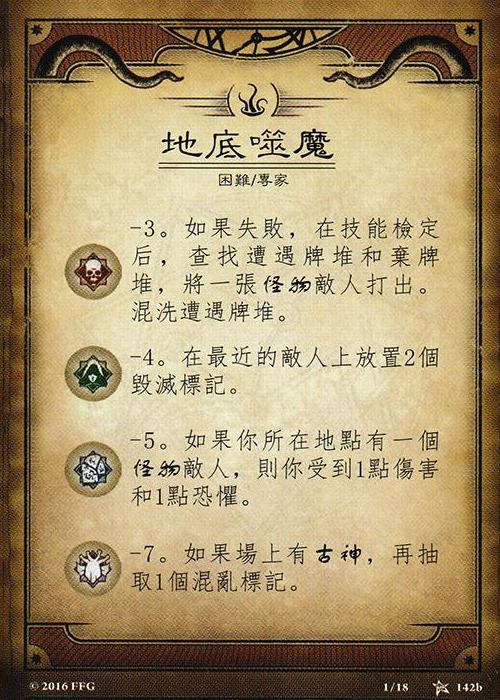 地底噬魔
困難/專家
-3。如果失敗，在技能檢定
后，查找遭遇牌堆和棄牌
堆，將一張怪物敵人打出。
混洗遭遇牌堆。
-4。在最近的敵人上放置2個
毀滅標記。
-5。如果你所在地點有一個
怪物敵人，則你受到1點傷害
和1點恐懼。
-7。如果場上有古神，再抽
取1個混亂標記。
© 2016 FFG
1/18
142b